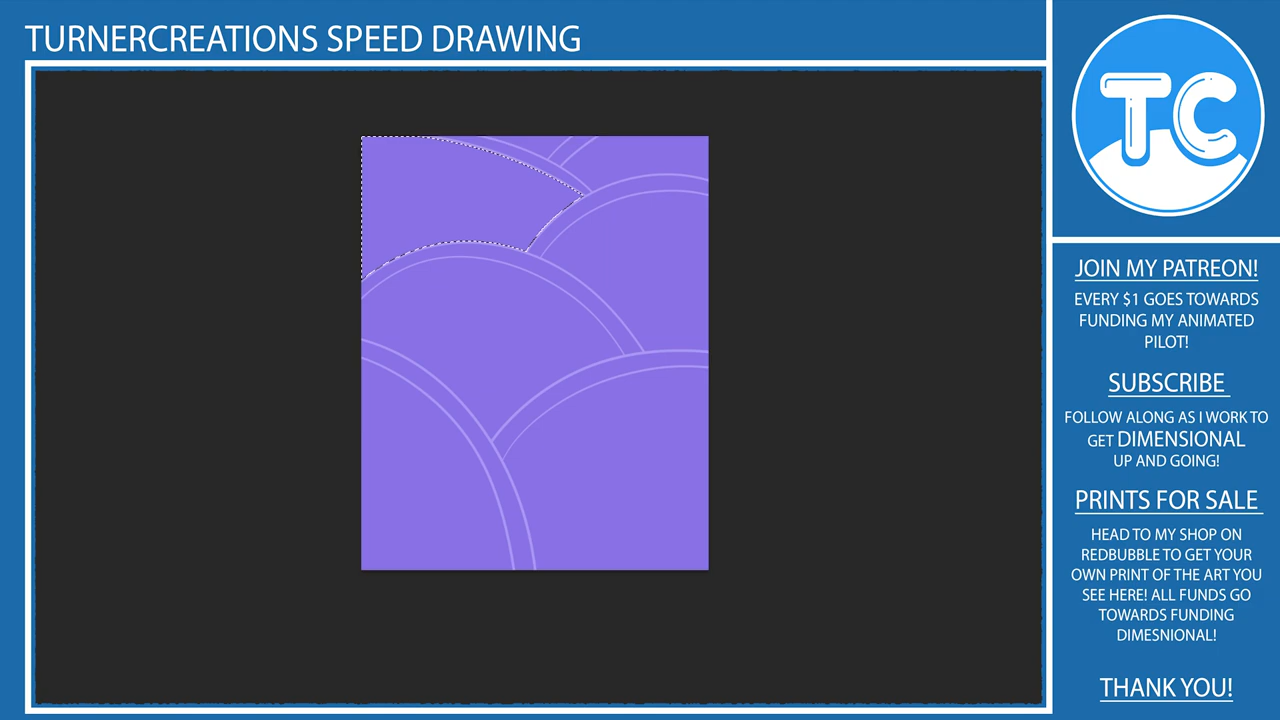 TURNERCREATIONS SPEED DRAWING
TC
JOIN MY PATREON!
EVERY $1 GOES TOWARDS
FUNDING MY ANIMATED
PILOT!
SUBSCRIBE
FOLLOW ALONG AS I WORK TO
GET DIMENSIONAL
UP AND GOING!
PRINTS FOR SALE
HEAD TO MY SHOP ON
REDBUBBLE TO GET YOUR
OWN PRINT OF THE ART YOU
SEE HERE! ALL FUNDS GO
TOWARDS FUNDING
DIMESNIONAL!
THANK YOU!